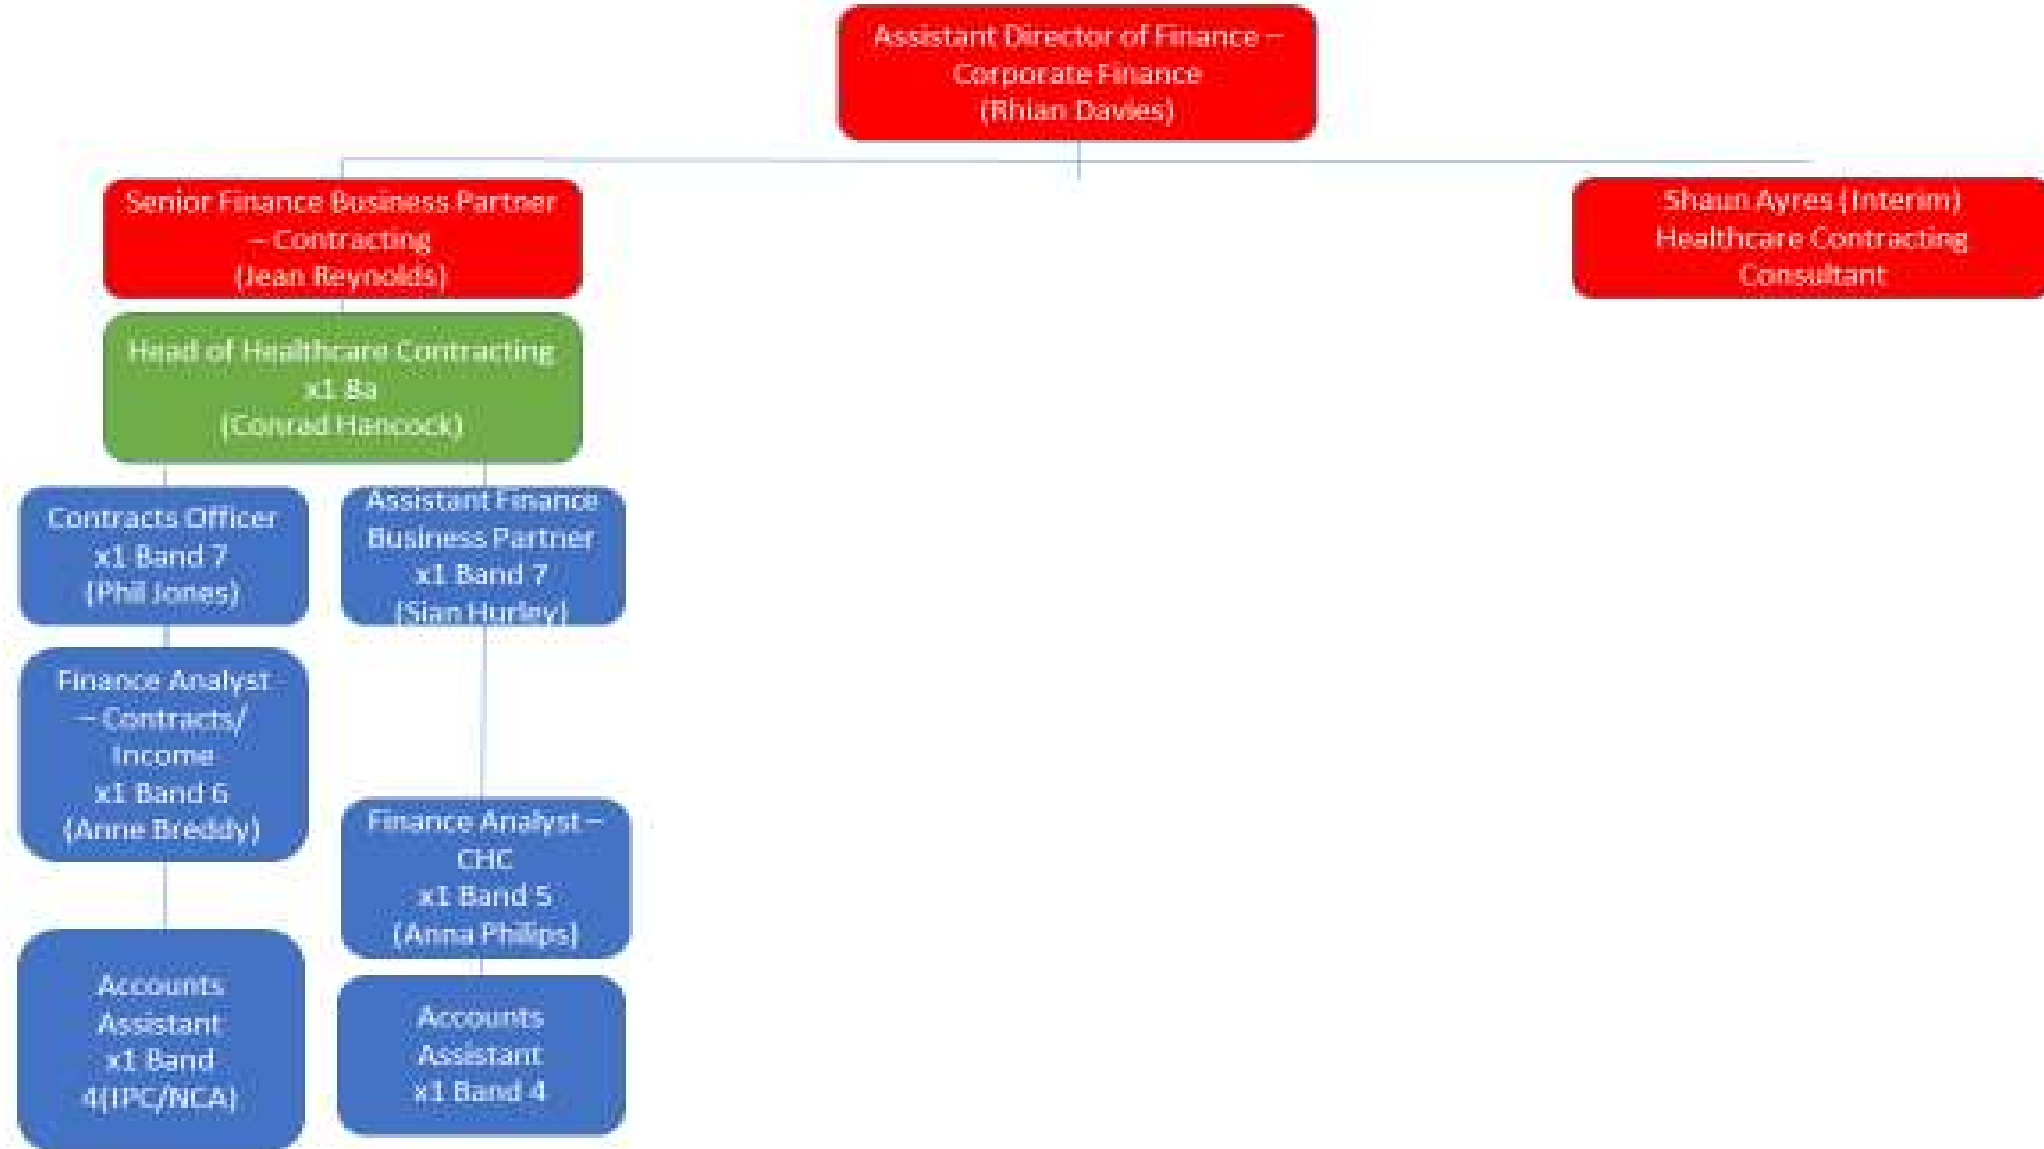 Assistant Director of Finance –
Corporate Finance
(Rhian Davies)
Senior Finance Business Partner
– Contracting
(Jean Reynolds)
Shaun Ayres (Interim)
Healthcare Contracting
Consultant
Head of Healthcare Contracting
x1 8a
(Conrad Hancock)
Contracts Officer
x1 Band 7
(Phil Jones)
Assistant Finance
Business Partner
x1 Band 7
(Sian Hurley)
Finance Analyst
– Contracts/
Income
x1 Band 6
(Anne Breddy)
Finance Analyst –
CHC
x1 Band 5
(Anna Philips)
Accounts
Assistant
x1 Band
4(IPC/NCA)
Accounts
Assistant
x1 Band 4